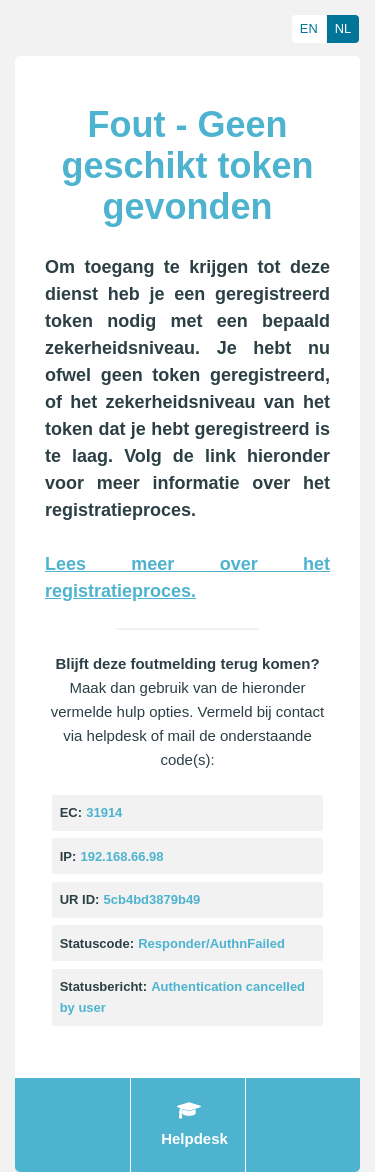 EN NL
Fout - Geen
geschikt token
gevonden
Om toegang te krijgen tot deze
dienst heb je een geregistreerd
token nodig met een bepaald
zekerheidsniveau. Je hebt nu
ofwel geen token geregistreerd,
of het zekerheidsniveau van het
token dat je hebt geregistreerd is
te laag. Volg de link hieronder
voor meer informatie over het
registratieproces.
Lees meer over het
registratieproces.
Blijft deze foutmelding terug komen?
Maak dan gebruik van de hieronder
vermelde hulp opties. Vermeld bij contact
via helpdesk of mail de onderstaande
code(s):
EC: 31914
IP: 192.168.66.98
UR ID: 5cb4bd3879b49
Statuscode: Responder/AuthnFailed
Statusbericht: Authentication cancelled
by user
Helpdesk